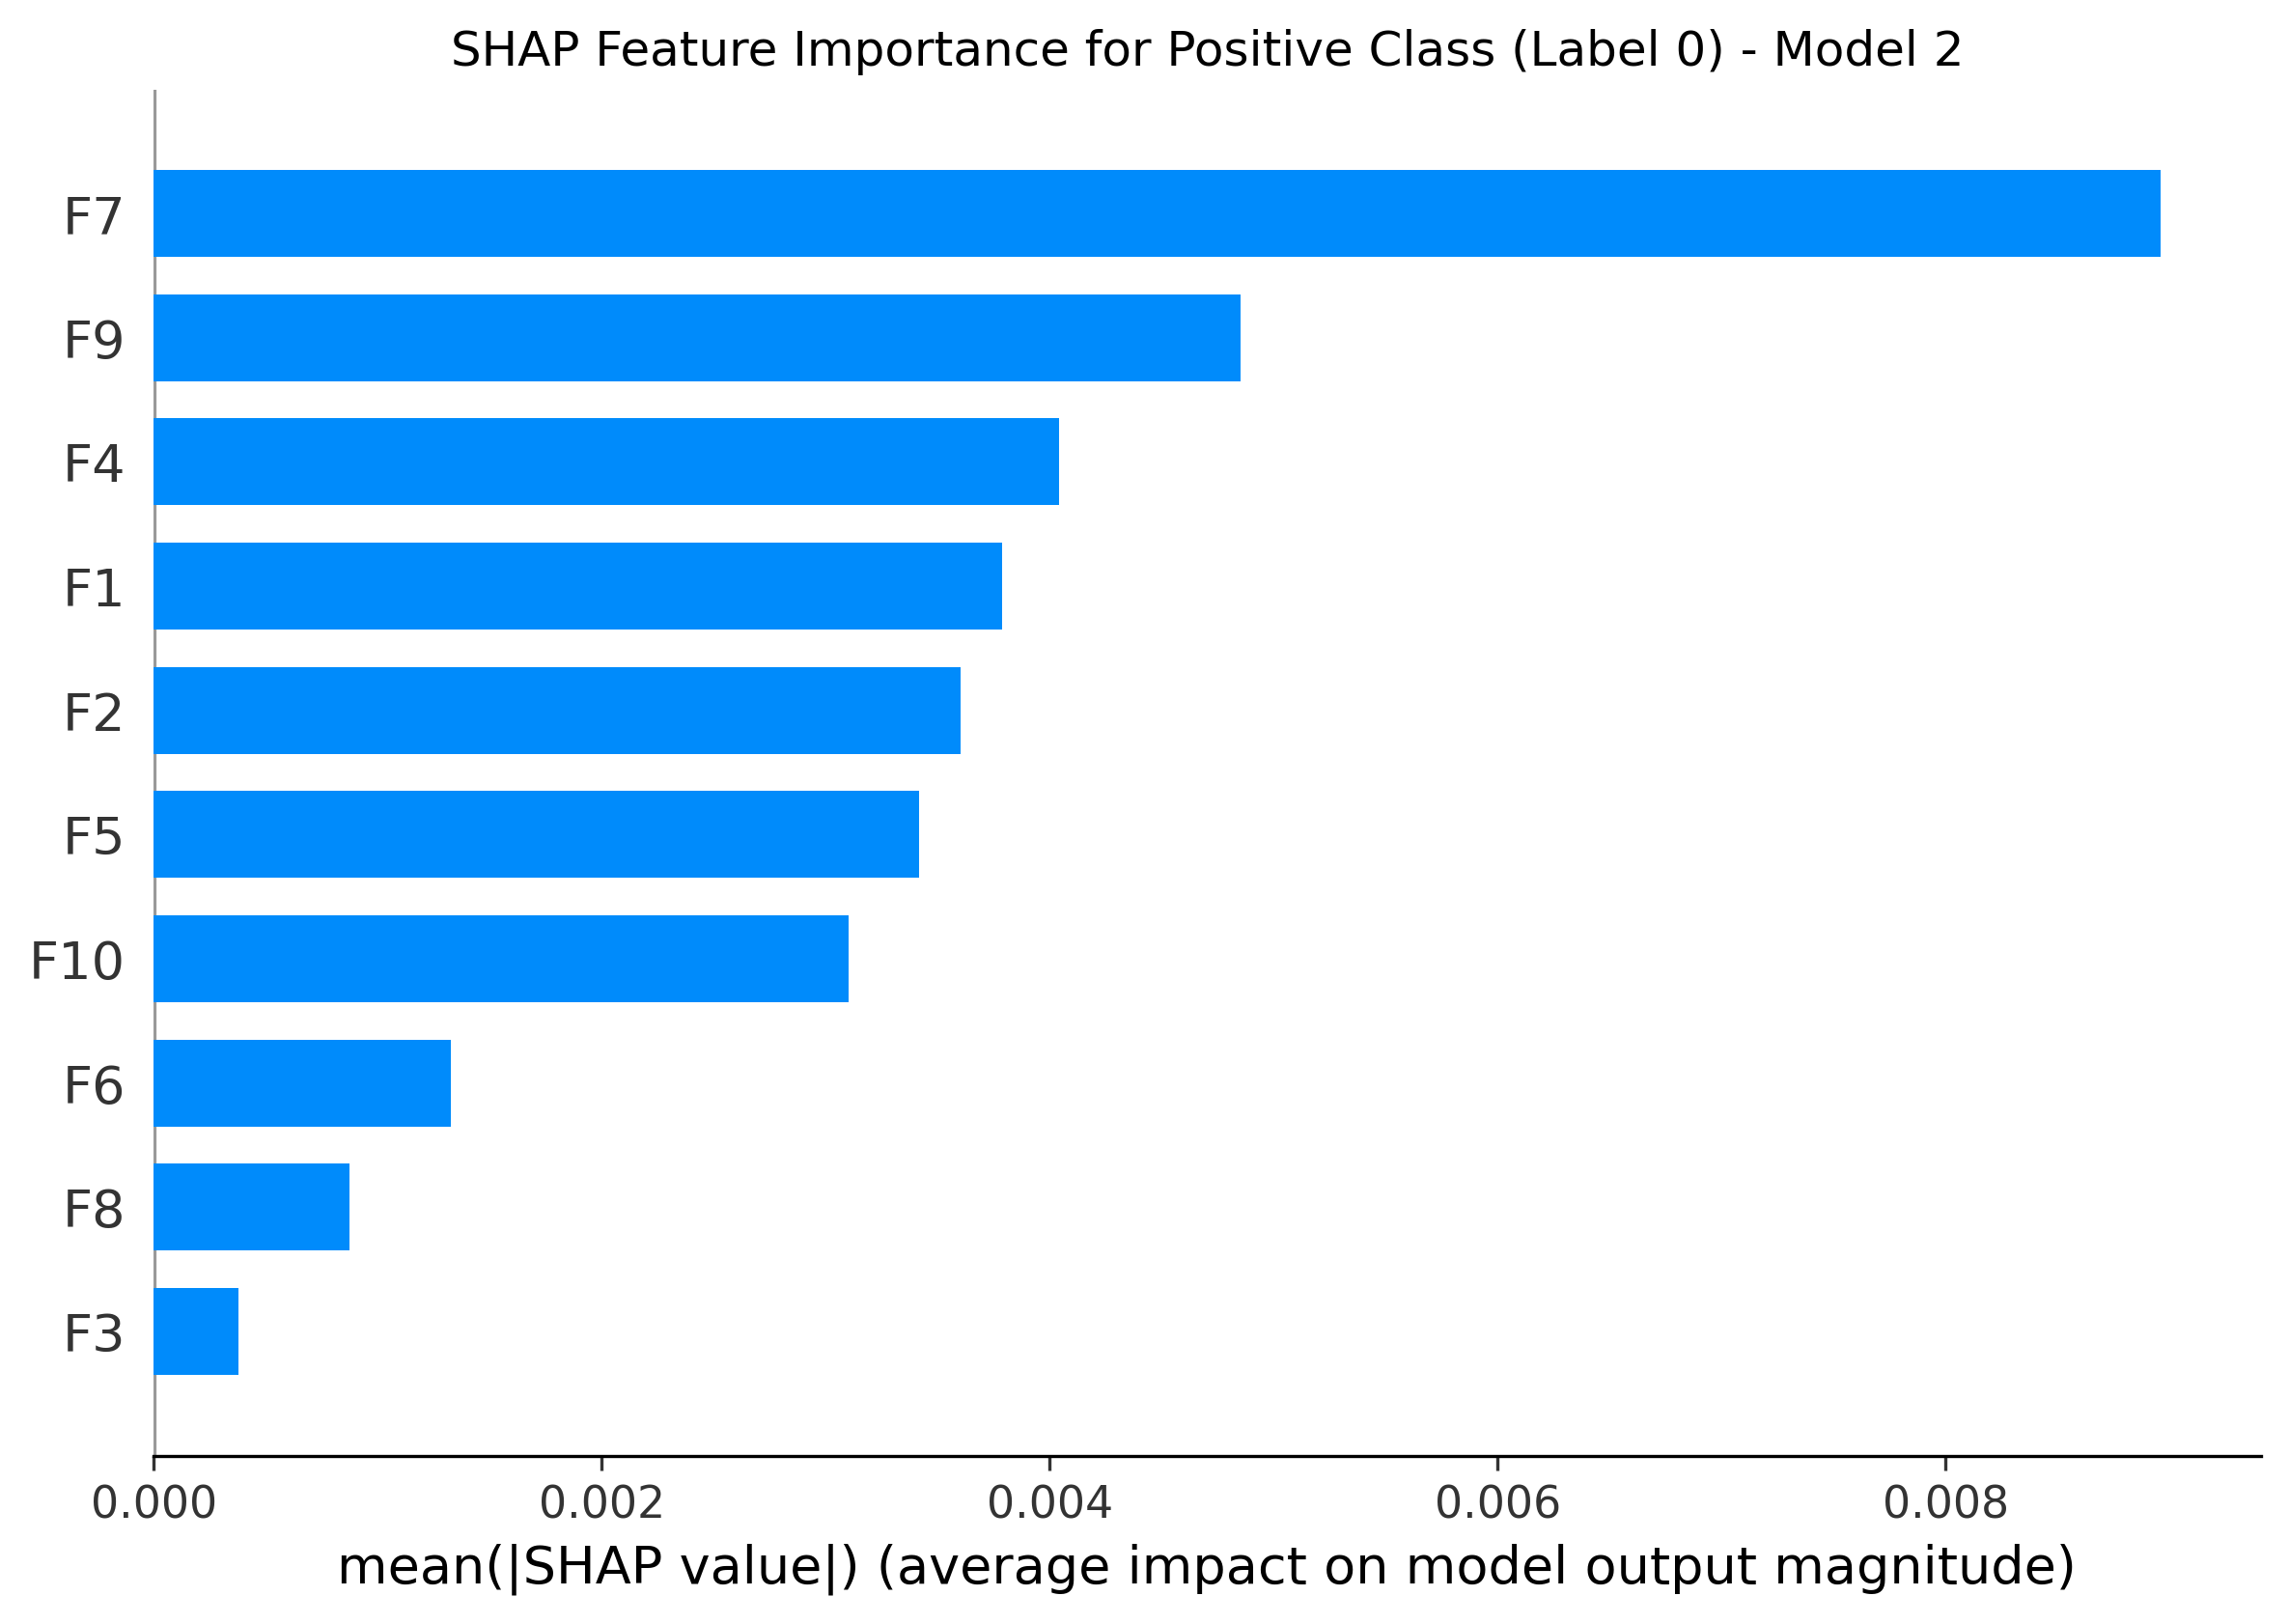 SHAP Feature Importance for Positive Class (Label 0) - Model 2
F7
F9
F4
F1
F2
F5
F10
F6
F8
F3
0.000 0.002 0.004 0.006 0.008
mean(|SHAP value|) (average impact on model output magnitude)